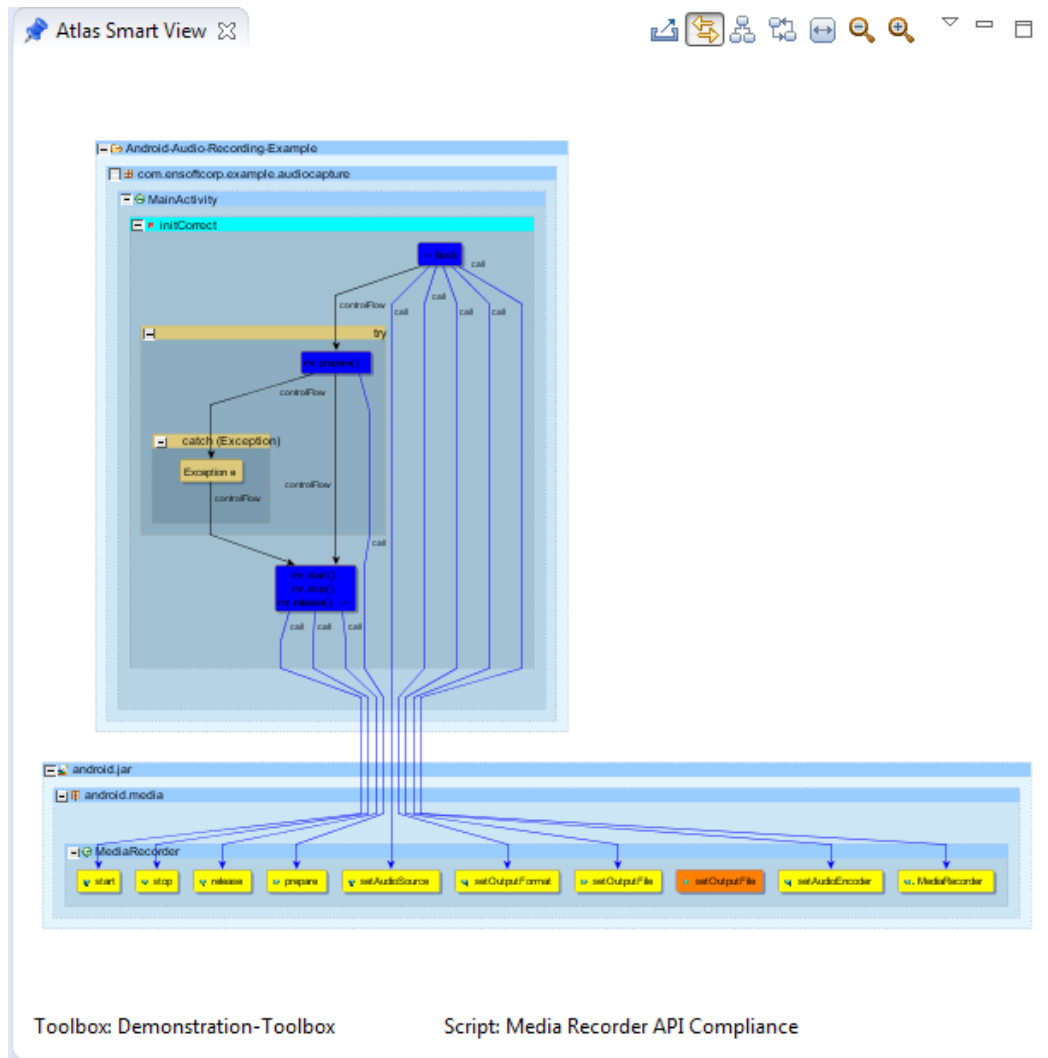 Atlas Smart View
Android-Audio-Recording-Example
com.ensoftcorp.example.audiocapture
MainActivity
initCorrect
call
controlFlow
call
call
call
call
try
mr.prepare();
controlFlow
catch (Exception)
Exception e
controlFlow
controlFlow
call
mr.start();
mr.stop();
mr.release();
call call call
android.jar
android.media
MediaRecorder
start stop release prepare setAudioSource setOutputFormat setOutputFile setOutputFile setAudioEncoder MediaRecorder
Toolbox: Demonstration-Toolbox Script: Media Recorder API Compliance